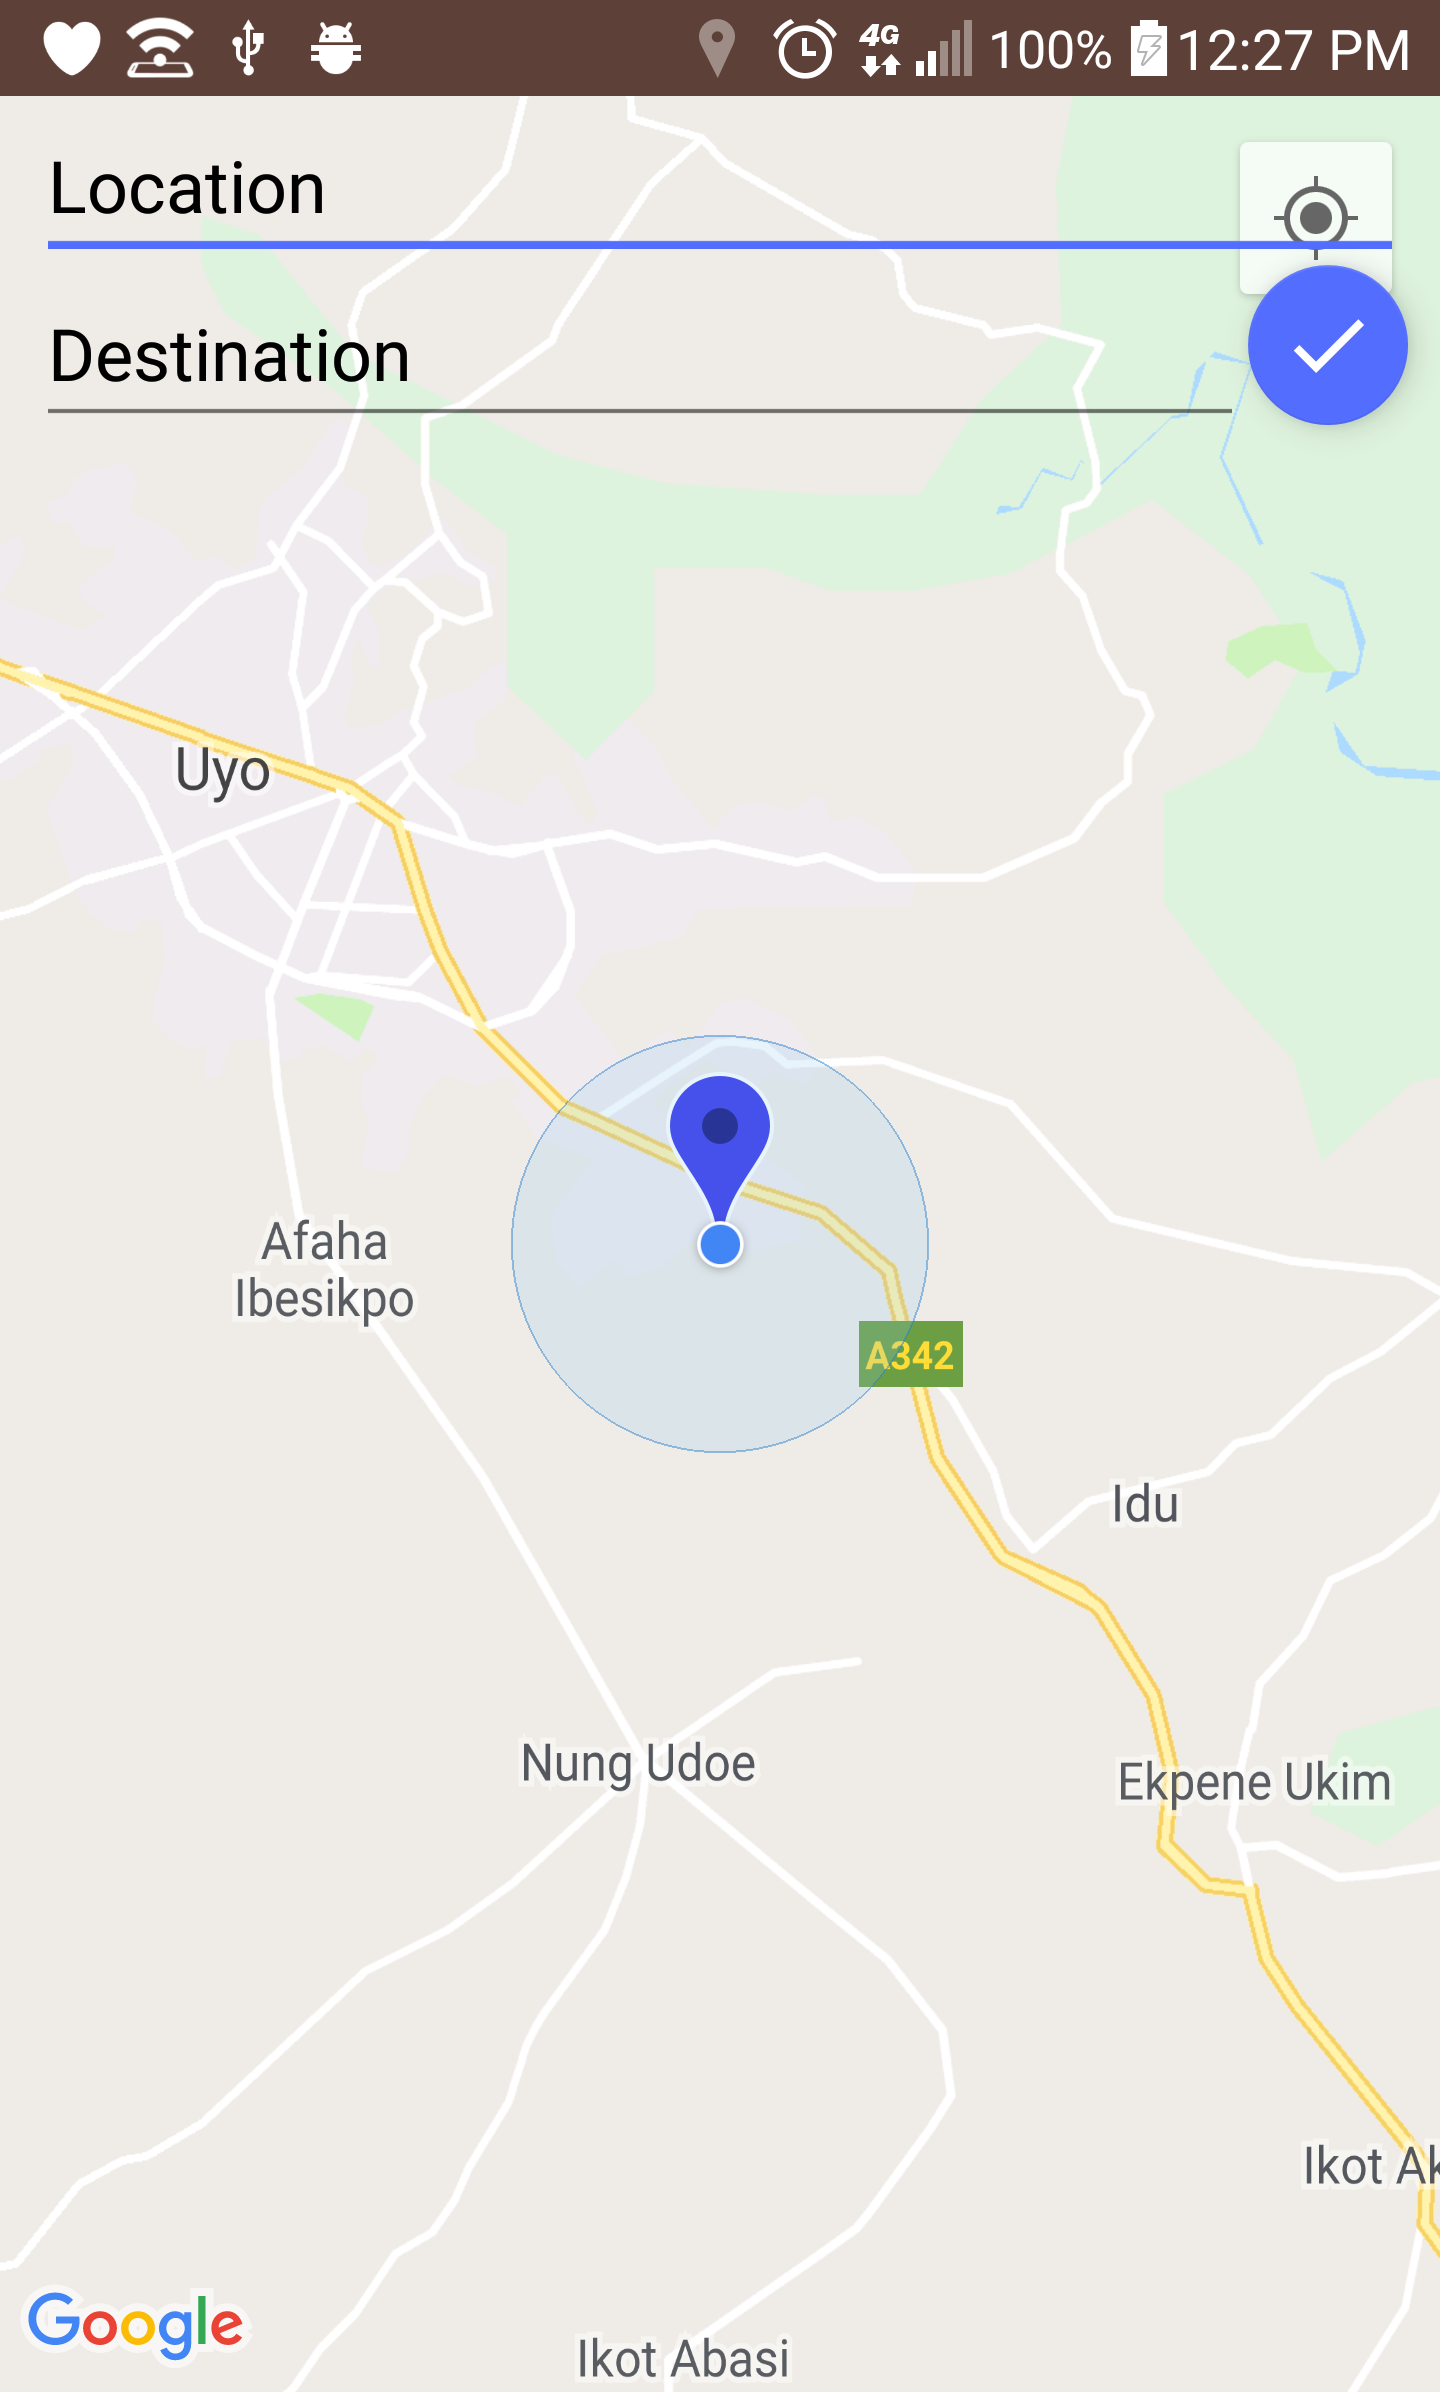 4G 100% 12:27 PM
Location
Destination
Uyo
Afaha
Ibesikpo
A342
Idu
Nung Udoe
Ekpene Ukim
Ikot Ak
Google
Ikot Abasi